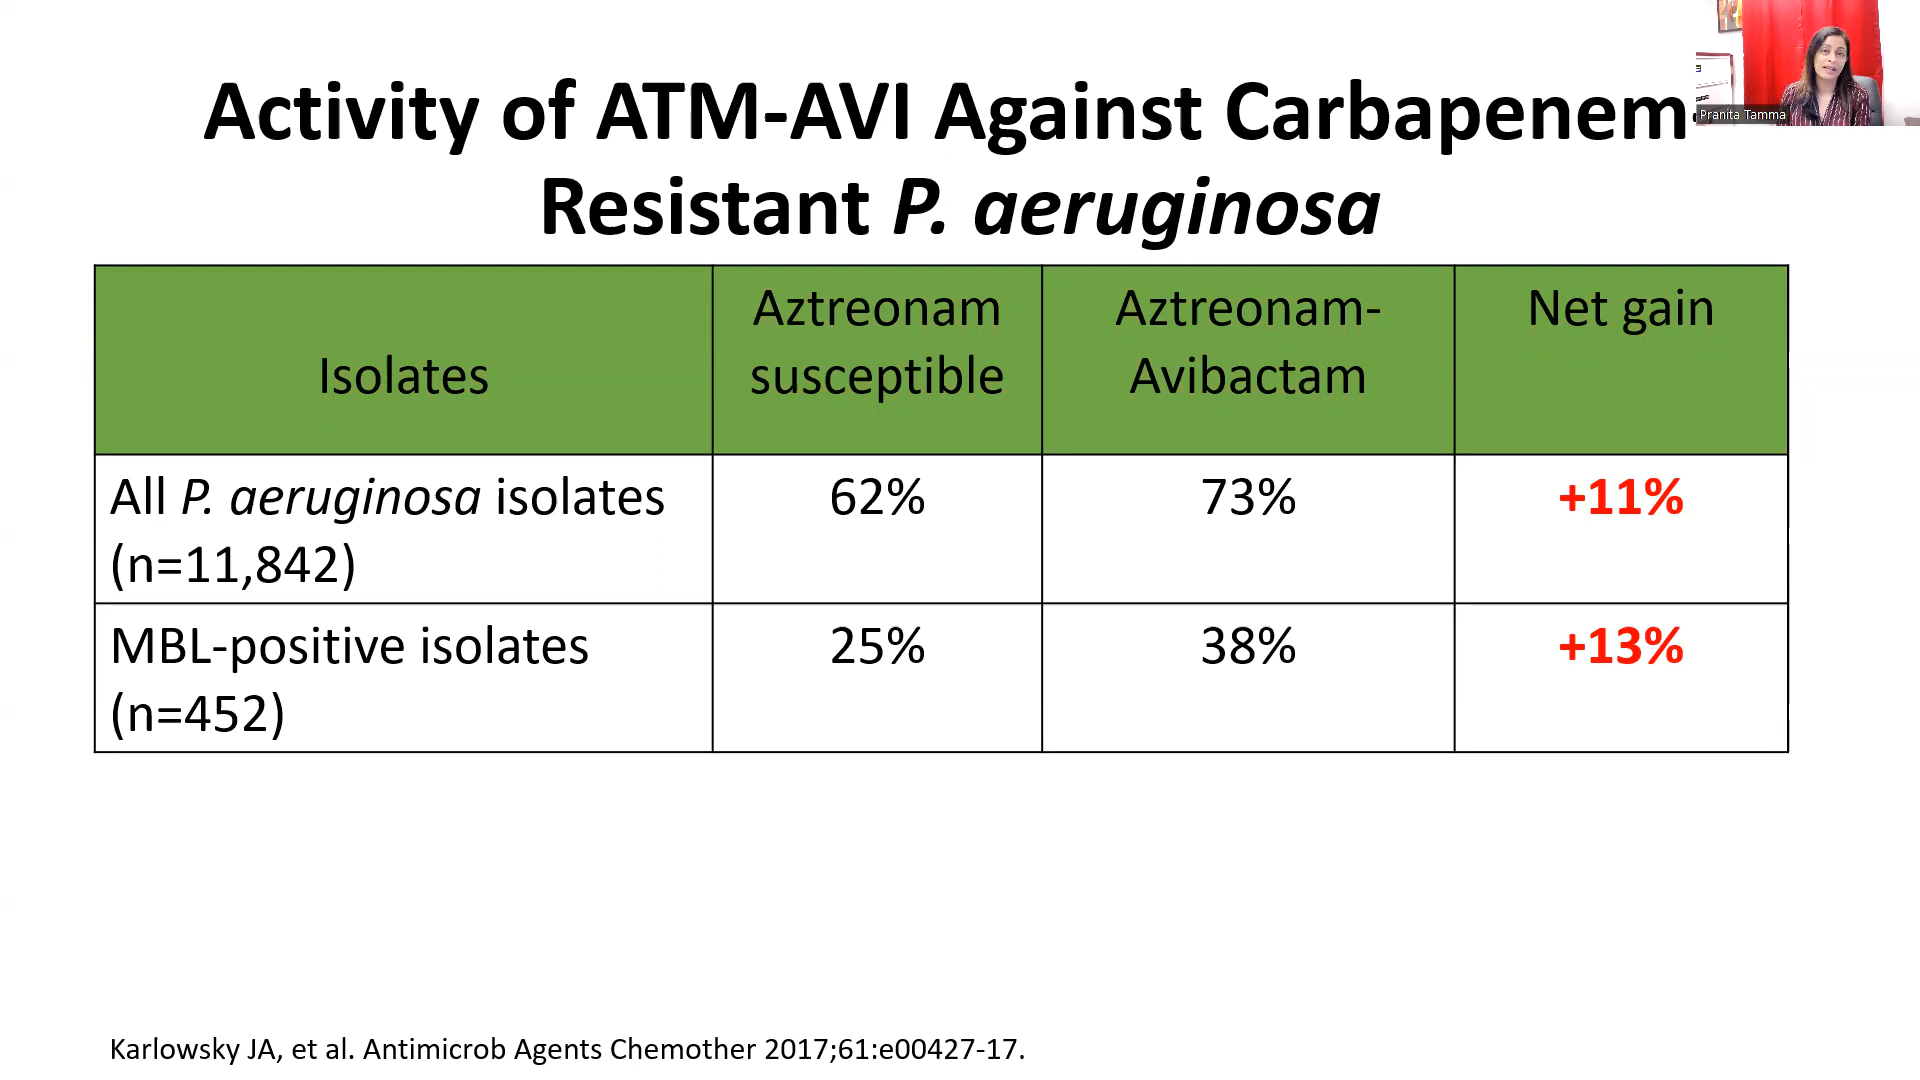 Activity of ATM-AVI Against Carbapenem-
Resistant P. aeruginosa
Pranita Tamma
Isolates
Aztreonam
susceptible
Aztreonam-
Avibactam
Net gain
All P. aeruginosa isolates
(n=11,842)
62%
73%
+11%
MBL-positive isolates
(n=452)
25%
38%
+13%
Karlowsky JA, et al. Antimicrob Agents Chemother 2017;61:e00427-17.